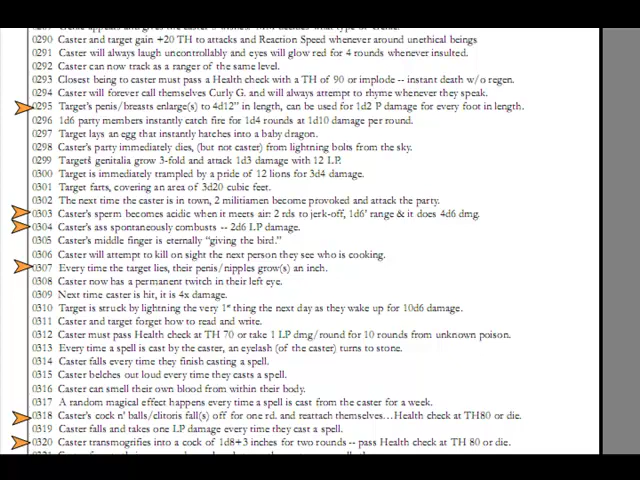 0290 Caster and target gain +20 TH to attacks and Reaction Speed whenever around unethical beings
0291 Caster will always laugh uncontrollably and eyes will glow red for 4 rounds whenever insulted.
0292 Caster can now track as a ranger of the same level.
0293 Closest being to caster must pass a Health check with a TH of 90 or implode -- instant death w/o regen.
0294 Caster will forever call themselves Curly G. and will always attempt to rhyme whenever they speak.
0295 Target's penis/breasts enlarge(s) to 4d12" in length, can be used for 1d2 P damage for every foot in length.
0296 1d6 party members instantly catch fire for 1d4 rounds at 1d10 damage per round.
0297 Target lays an egg that instantly hatches into a baby dragon.
0298 Caster's party immediately dies, (but not caster) from lightning bolts from the sky.
0299 Target's genitalia grow 3-fold and attack 1d3 damage with 12 LP.
0300 Target is immediately trampled by a pride of 12 lions for 3d4 damage.
0301 Target farts, covering an area of 3d20 cubic feet.
0302 The next time the caster is in town, 2 militiamen become provoked and attack the party.
0303 Caster's sperm becomes acidic when it meets air: 2 rds to jerk-off, 1d6' range & it does 4d6 dmg.
0304 Caster's ass spontaneously combusts -- 2d6 LP damage.
0305 Caster's middle finger is eternally "giving the bird."
0306 Caster will attempt to kill on sight the next person they see who is cooking.
0307 Every time the target lies, their penis/nipples grow(s) an inch.
0308 Caster now has a permanent twitch in their left eye.
0309 Next time caster is hit, it is 4x damage.
0310 Target is struck by lightning the very 1st thing the next day as they wake up for 10d6 damage.
0311 Caster and target forget how to read and write.
0312 Caster must pass Health check at TH 70 or take 1 LP dmg/round for 10 rounds from unknown poison.
0313 Every time a spell is cast by the caster, an eyelash (of the caster) turns to stone.
0314 Caster falls every time they finish casting a spell.
0315 Caster belches out loud every time they cast a spell.
0316 Caster can smell their own blood from within their body.
0317 A random magical effect happens every time a spell is cast from the caster for a week.
0318 Caster's cock n' balls/clitoris fall(s) off for one rd. and reattach themselves…Health check at TH80 or die.
0319 Caster falls and takes one LP damage every time they cast a spell.
0320 Caster transmogrifies into a cock of 1d8+3 inches for two rounds -- pass Health check at TH 80 or die.